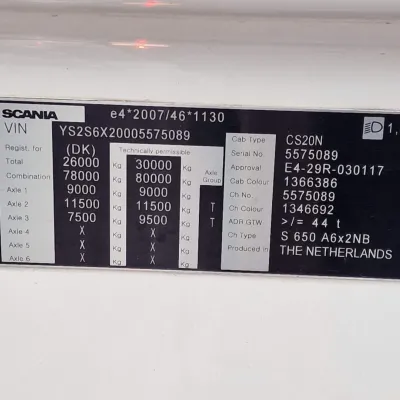 SCANIA e4*2007/46*1130
VIN YS2S6X20005575089
Regist. for (DK) Technically permissible
Total 26000 Kg 30000 Kg Axle Group
Combination 78000 Kg 80000 Kg
Axle 1 9000 Kg 9000 Kg
Axle 2 11500 Kg 11500 Kg T
Axle 3 7500 Kg 9500 Kg T
Axle 4 X Kg X Kg
Axle 5 X Kg X Kg
Axle 6 X Kg X Kg
Cab Type CS20N
Serial No 5575089
Approval E4-29R-030117
Cab Colour 1366386
Ch No. 5575089
Ch Colour 1346692
ADR GTW >/= 44 t
Ch Type S 650 A6x2NB
Produced In THE NETHERLANDS
1,